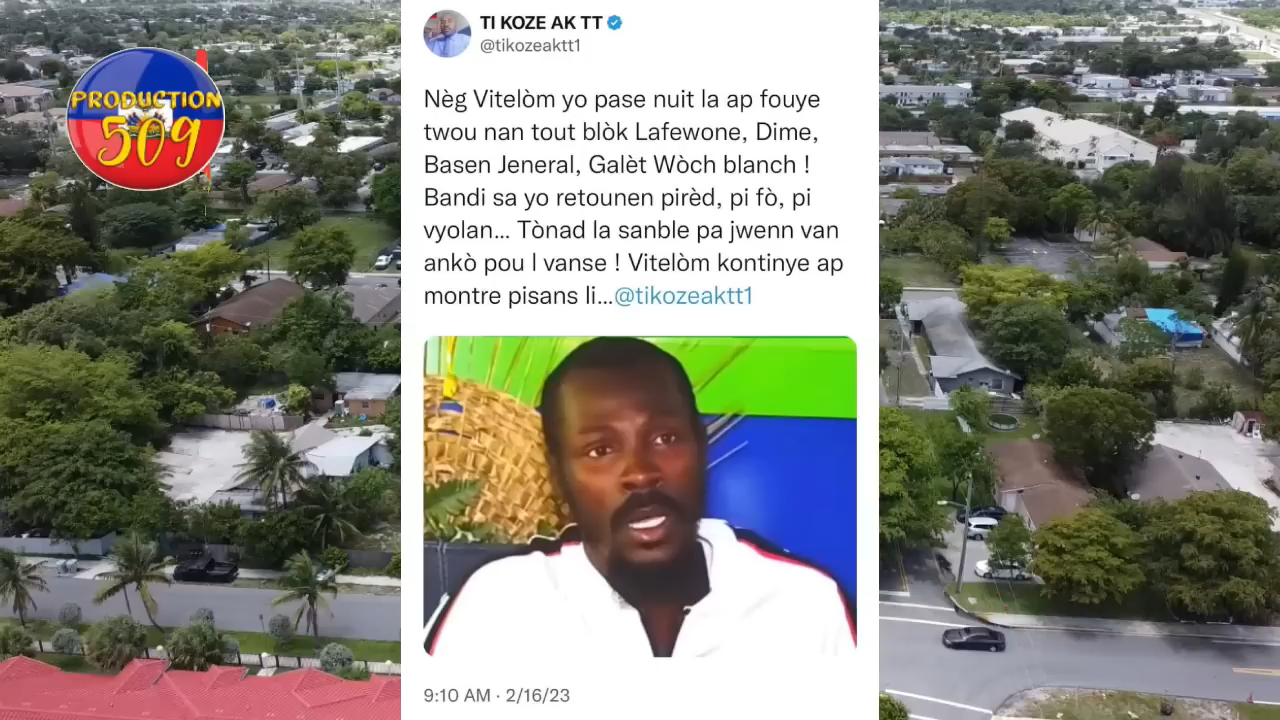 PRODUCTION
509
TI KOZE AK TT
@tikozeaktt1
Nèg Vitelòm yo pase nuit la ap fouye
twou nan tout blòk Lafewone, Dime,
Basen Jeneral, Galèt Wòch blanch !
Bandi sa yo retounen pirèd, pi fò, pi
vyolan... Tònad la sanble pa jwenn van
ankò pou l vanse ! Vitelòm kontinye ap
montre pisans li...@tikozeaktt1
9:10 AM · 2/16/23